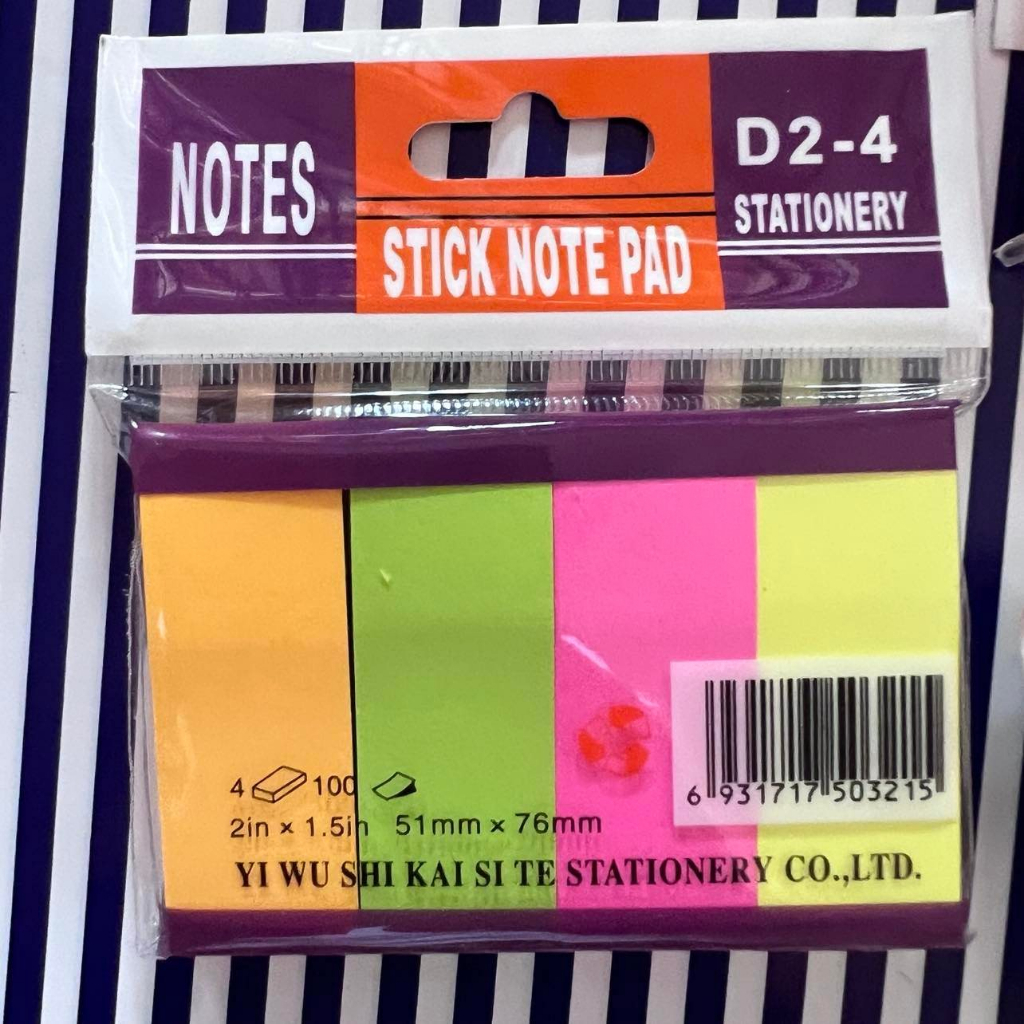 NOTES
STICK NOTE PAD
D2-4
STATIONERY
4 100
2in × 1.5in 51mm × 76mm
YI WU SHI KAI SI TE STATIONERY CO.,LTD.
6 931717 503215